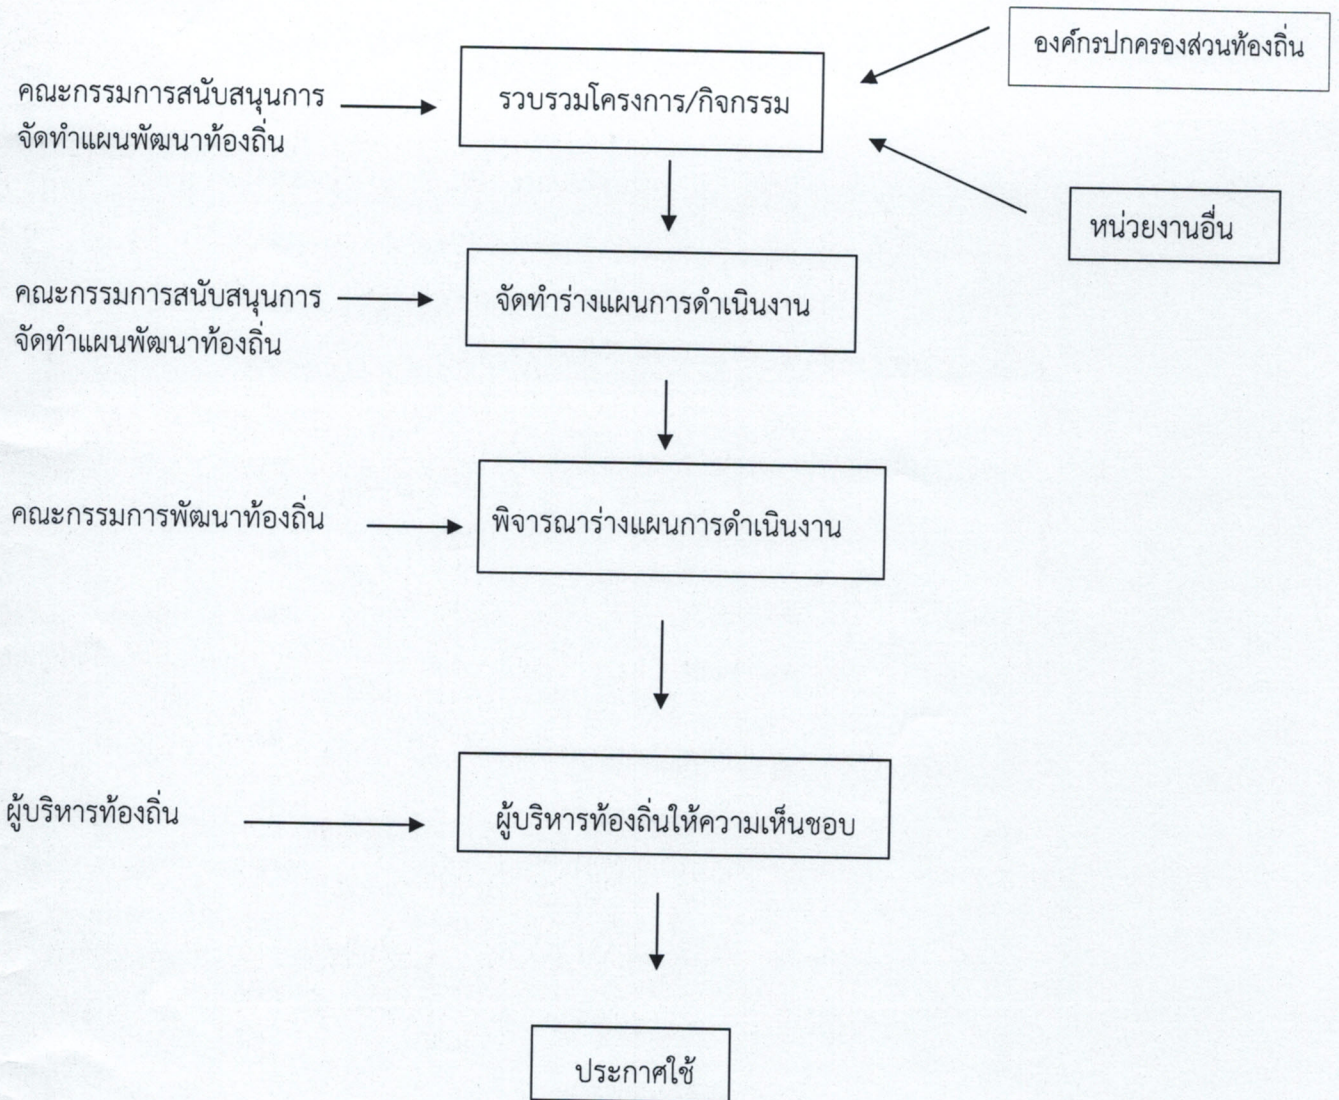 องค์กรปกครองส่วนท้องถิ่น
คณะกรรมการสนับสนุนการ
จัดทำแผนพัฒนาท้องถิ่น
รวบรวมโครงการ/กิจกรรม
หน่วยงานอื่น
คณะกรรมการสนับสนุนการ
จัดทำแผนพัฒนาท้องถิ่น
จัดทำร่างแผนการดำเนินงาน
คณะกรรมการพัฒนาท้องถิ่น
พิจารณาร่างแผนการดำเนินงาน
ผู้บริหารท้องถิ่น
ผู้บริหารท้องถิ่นให้ความเห็นชอบ
ประกาศใช้